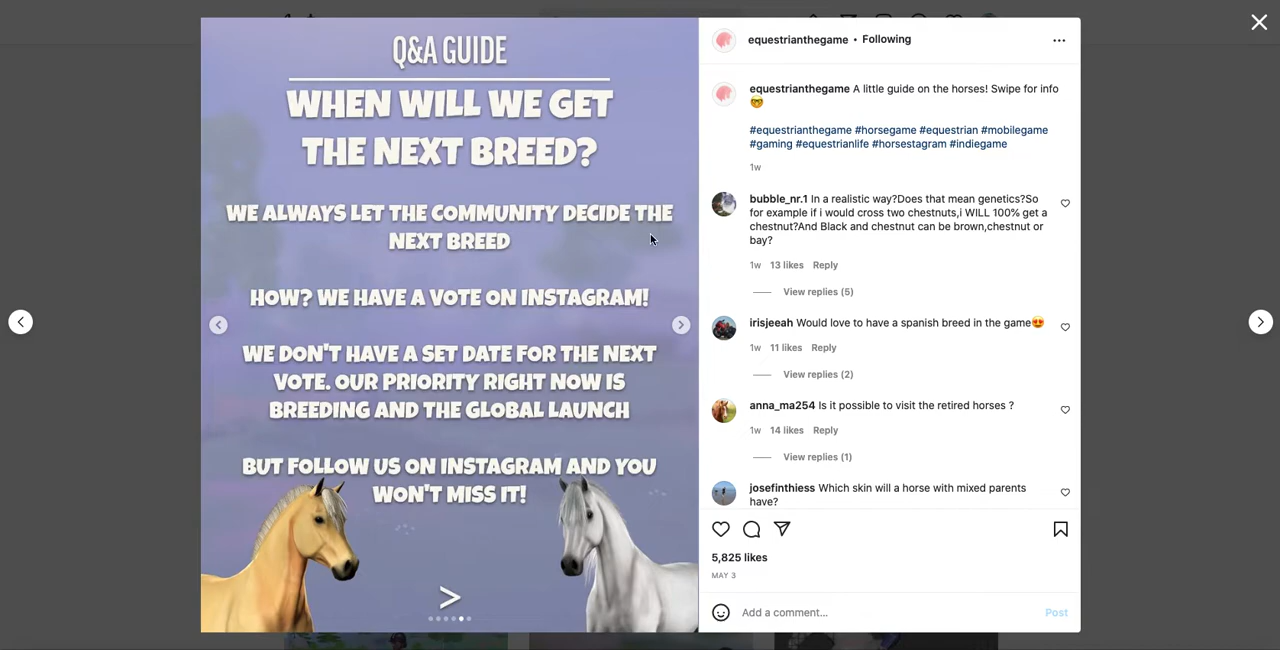 Q&A GUIDE
WHEN WILL WE GET
THE NEXT BREED?
WE ALWAYS LET THE COMMUNITY DECIDE THE
NEXT BREED
HOW? WE HAVE A VOTE ON INSTAGRAM!
WE DON'T HAVE A SET DATE FOR THE NEXT
VOTE. OUR PRIORITY RIGHT NOW IS
BREEDING AND THE GLOBAL LAUNCH
BUT FOLLOW US ON INSTAGRAM AND YOU
WON'T MISS IT!
>
equestrianthegame • Following
equestrianthegame A little guide on the horses! Swipe for info
🤓
#equestrianthegame #horsegame #equestrian #mobilegame
#gaming #equestrianlife #horsestagram #indiegame
1w
bubble_nr.1 In a realistic way?Does that mean genetics?So
for example if i would cross two chestnuts,i WILL 100% get a
chestnut?And Black and chestnut can be brown,chestnut or
bay?
1w 13 likes Reply
View replies (5)
irisjeeah Would love to have a spanish breed in the game😍
1w 11 likes Reply
View replies (2)
anna_ma254 Is it possible to visit the retired horses ?
1w 14 likes Reply
View replies (1)
josefinthiess Which skin will a horse with mixed parents
have?
5,825 likes
MAY 3
Add a comment...
Post